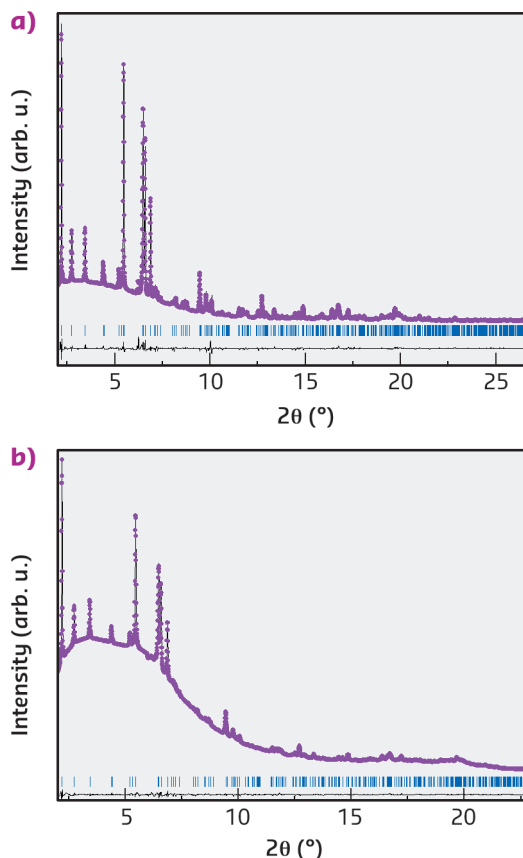 a)
Intensity (arb. u.)
5 10 15 20 25
2θ (°)
b)
Intensity (arb. u.)
5 10 15 20
2θ (°)